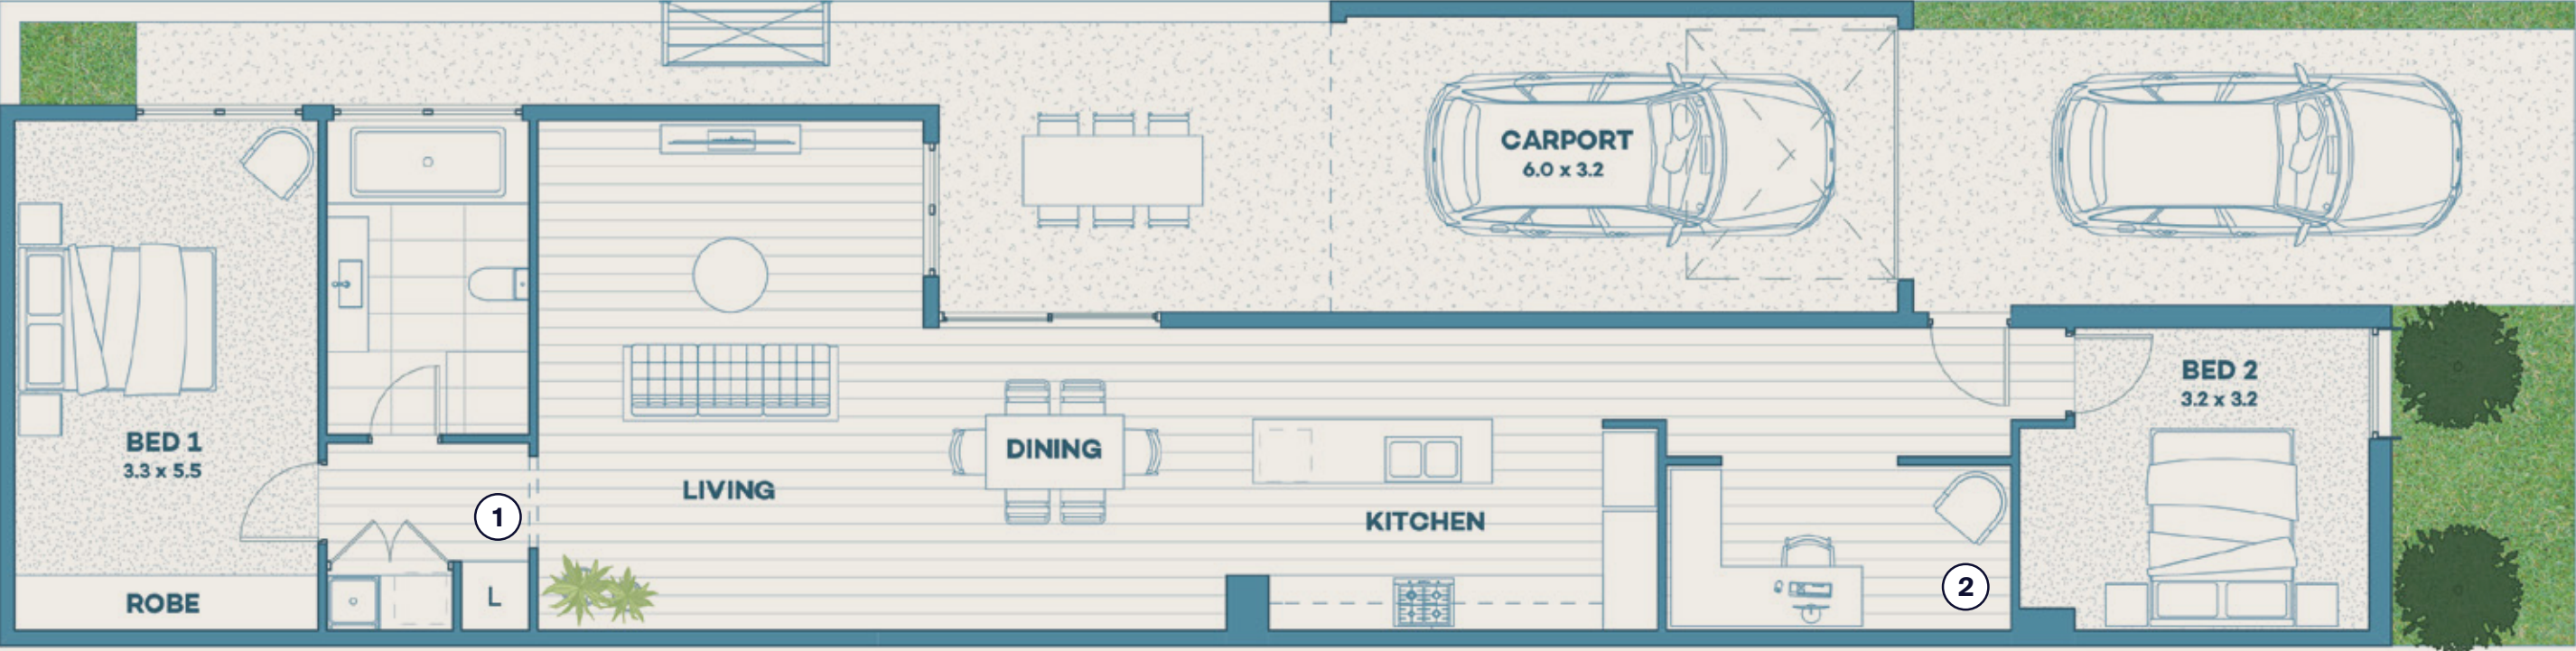 CARPORT
6.0 x 3.2
BED 1
3.3 x 5.5
ROBE
1
L
LIVING
DINING
KITCHEN
2
BED 2
3.2 x 3.2